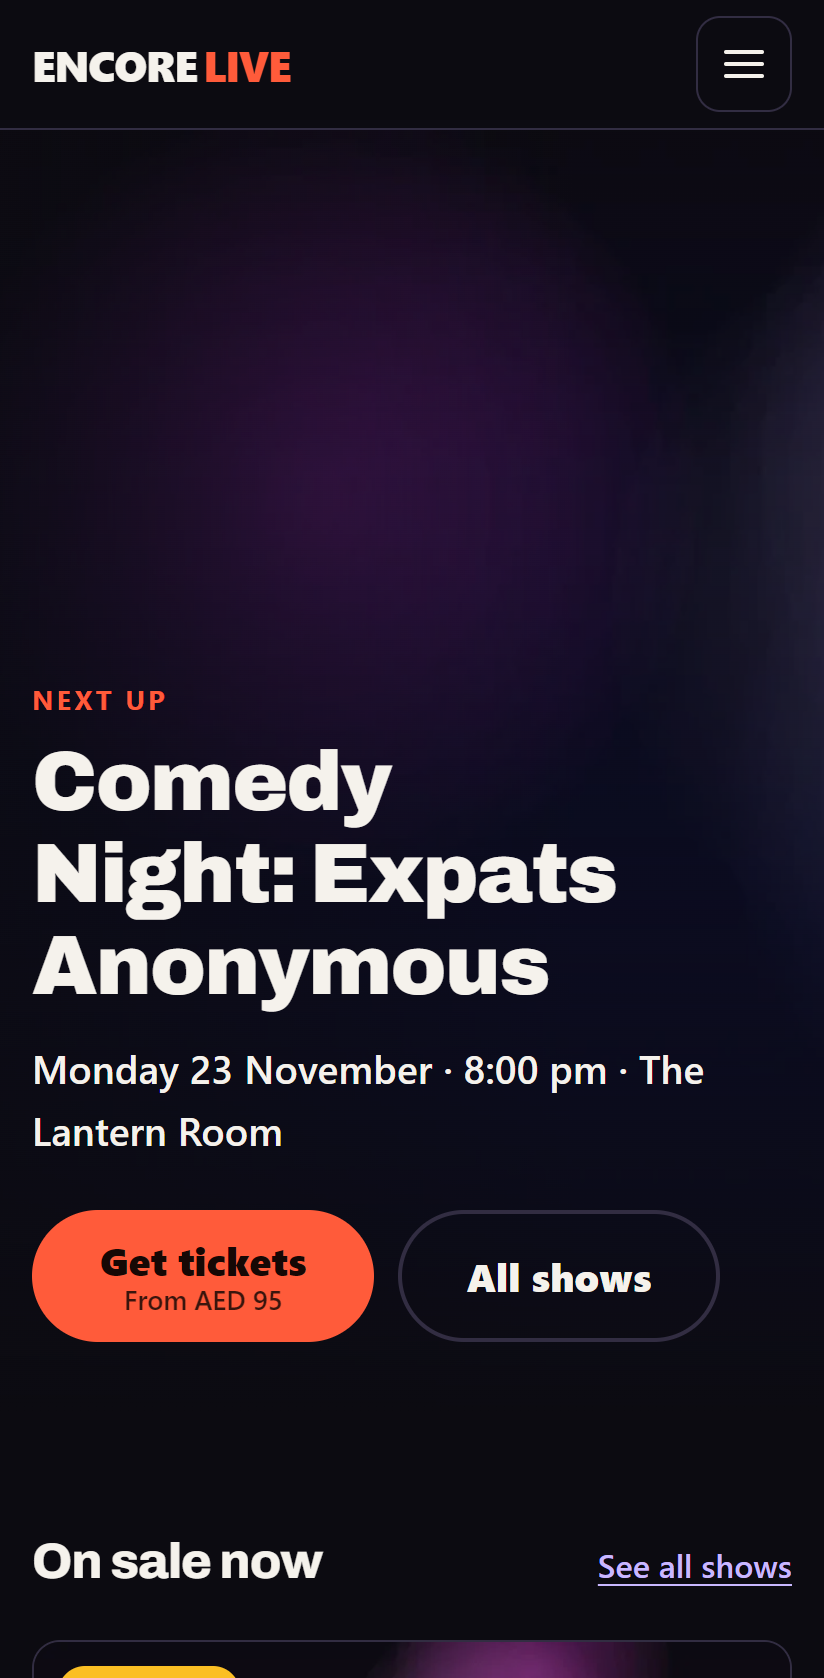 ENCORE LIVE
NEXT UP
Comedy
Night: Expats
Anonymous
Monday 23 November · 8:00 pm · The
Lantern Room
Get tickets
From AED 95
All shows
On sale now
See all shows